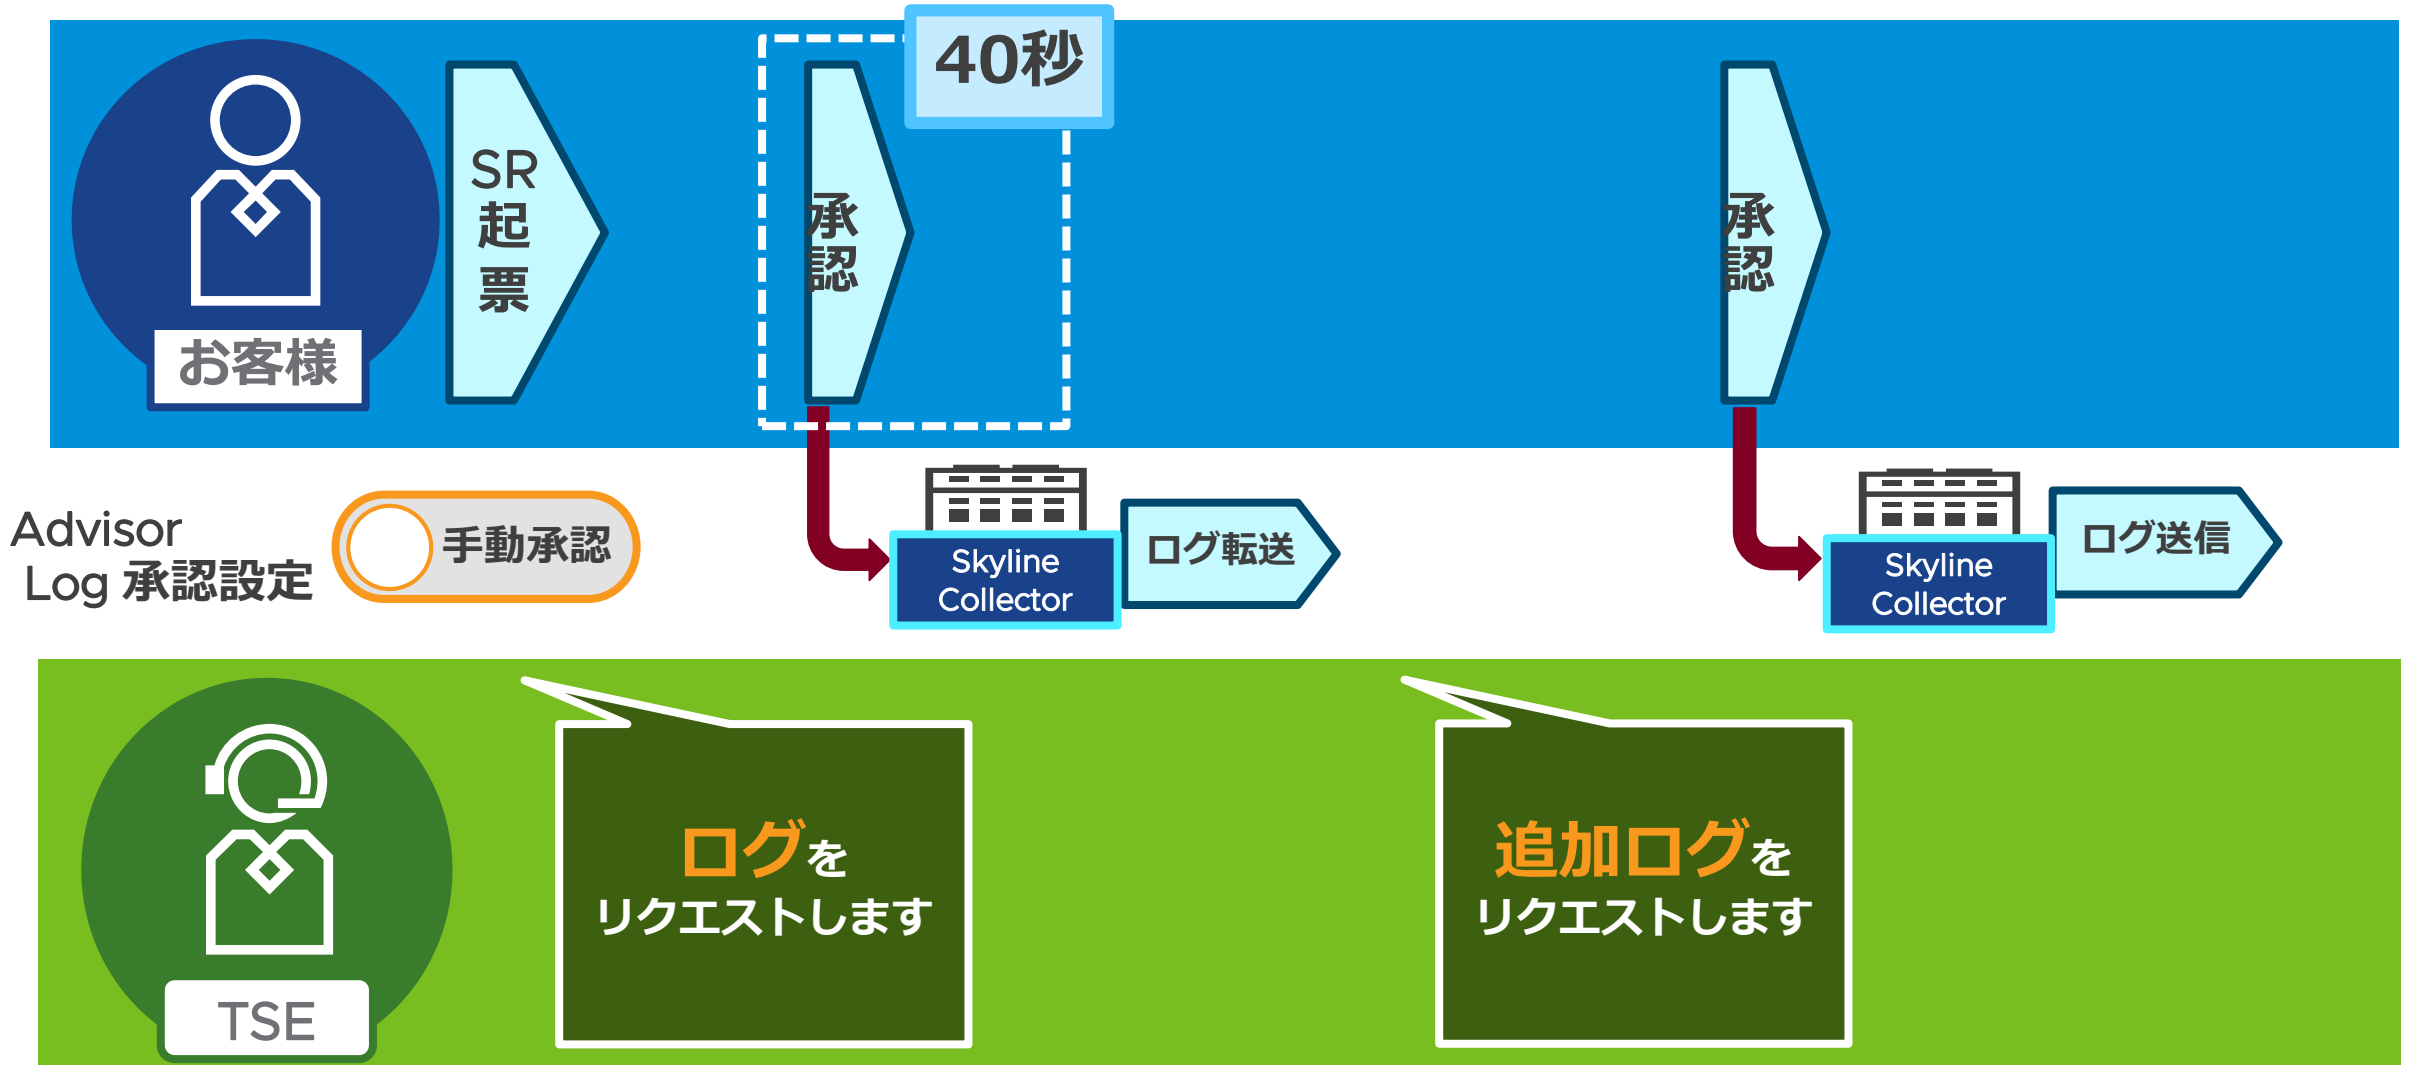 40秒
SR
起
票
承
認
承
認
お客様
Advisor
Log 承認設定
手動承認
Skyline
Collector
ログ転送
Skyline
Collector
ログ送信
ログを
リクエストします
追加ログを
リクエストします
TSE